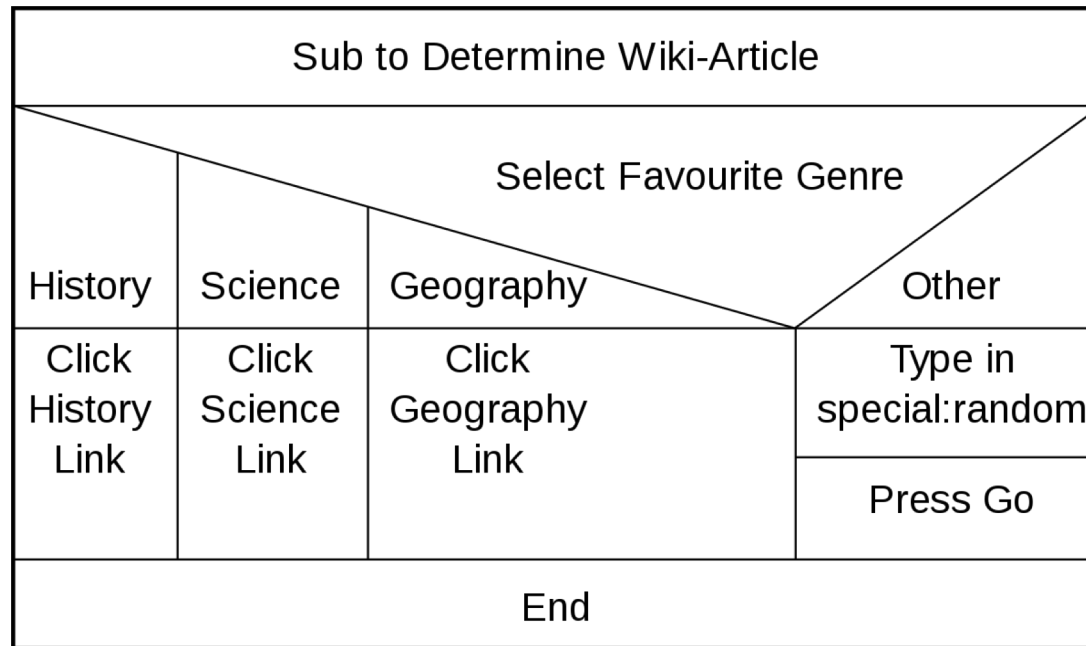 Sub to Determine Wiki-Article
Select Favourite Genre
History
Science
Geography
Other
Click
History
Link
Click
Science
Link
Click
Geography
Link
Type in
special:random
Press Go
End